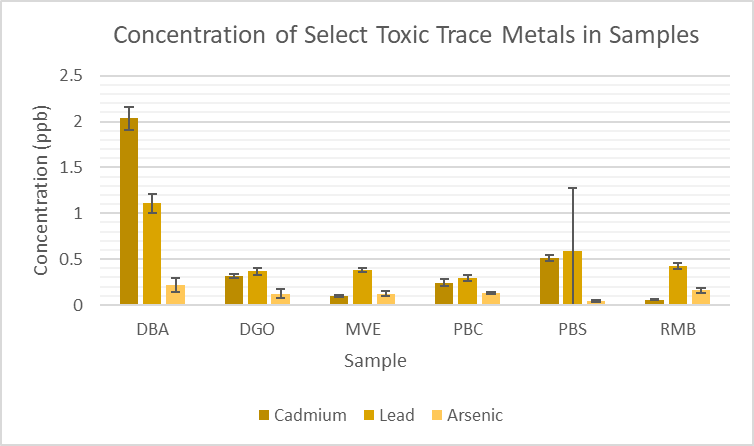 Concentration of Select Toxic Trace Metals in Samples
Concentration (ppb)
2.5
2
1.5
1
0.5
0
DBA DGO MVE PBC PBS RMB
Sample
Cadmium Lead Arsenic